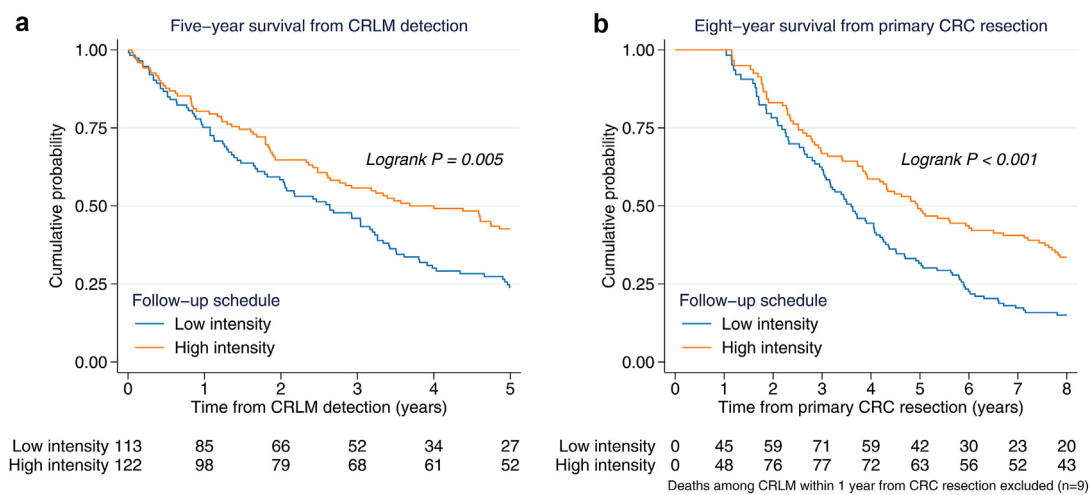 a
Five-year survival from CRLM detection
1.00
0.75
0.50
0.25
0.00
Cumulative probability
Logrank P = 0.005
Follow-up schedule
Low intensity
High intensity
0 1 2 3 4 5
Time from CRLM detection (years)
Low intensity 113 85 66 52 34 27
High intensity 122 98 79 68 61 52
b
Eight-year survival from primary CRC resection
1.00
0.75
0.50
0.25
0.00
Cumulative probability
Logrank P < 0.001
Follow-up schedule
Low intensity
High intensity
0 1 2 3 4 5 6 7 8
Time from primary CRC resection (years)
Low intensity 0 45 59 71 59 42 30 23 20
High intensity 0 48 76 77 72 63 56 52 43
Deaths among CRLM within 1 year from CRC resection excluded (n=9)